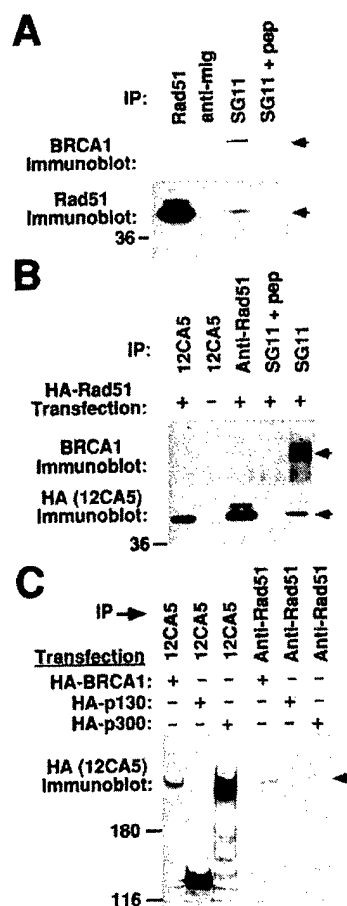 A
IP:
Rad51
anti-mig
SG11
SG11 + pep
BRCA1
Immunoblot:
Rad51
Immunoblot:
36
B
IP:
12CA5
12CA5
Anti-Rad51
SG11 + pep
SG11
HA-Rad51
Transfection: + - + + +
BRCA1
Immunoblot:
HA (12CA5)
Immunoblot:
36
C
IP
12CA5
12CA5
12CA5
Anti-Rad51
Anti-Rad51
Anti-Rad51
Transfection
HA-BRCA1: + - - + - -
HA-p130: - + - - + -
HA-p300: - - + - - +
HA (12CA5)
Immunoblot:
180
116